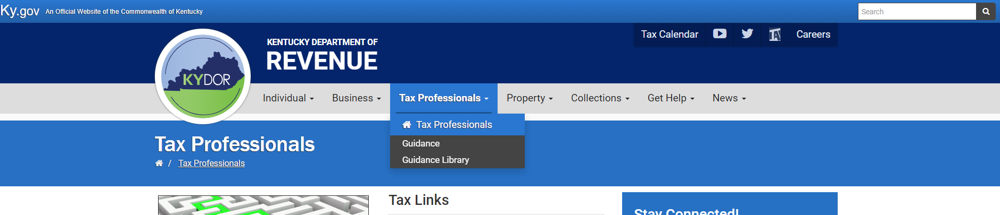 Ky.gov An Official Website of the Commonwealth of Kentucky
Search
Tax Calendar
TA
Careers
KENTUCKY DEPARTMENT OF
REVENUE
KYDOR
Individual
Business
Tax Professionals
Property
Collections
Get Help
News
Tax Professionals
Guidance
Guidance Library
Tax Professionals
/ Tax Professionals
Tax Links
Stay Connected!